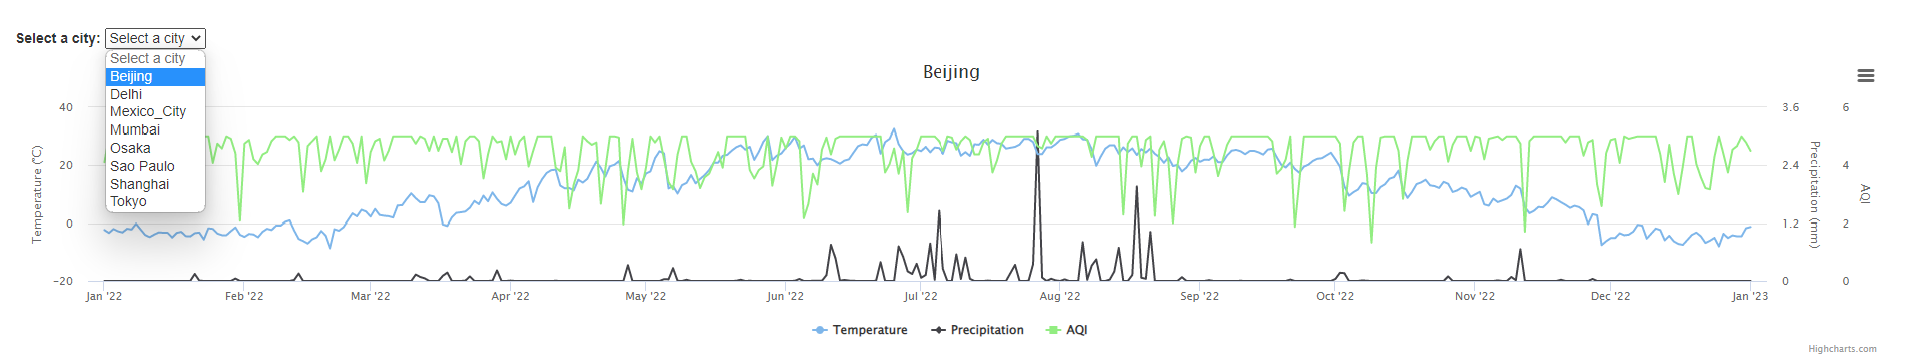 Select a city: Select a city
Select a city
Beijing
Delhi
Mexico_City
Mumbai
Osaka
Sao Paulo
Shanghai
Tokyo
Beijing
Temperature (°C)
40
20
0
−20
3.6
2.4
1.2
0
Precipitation (mm)
6
4
2
0
AQI
Jan '22 Feb '22 Mar '22 Apr '22 May '22 Jun '22 Jul '22 Aug '22 Sep '22 Oct '22 Nov '22 Dec '22 Jan '23
Temperature Precipitation AQI
Highcharts.com